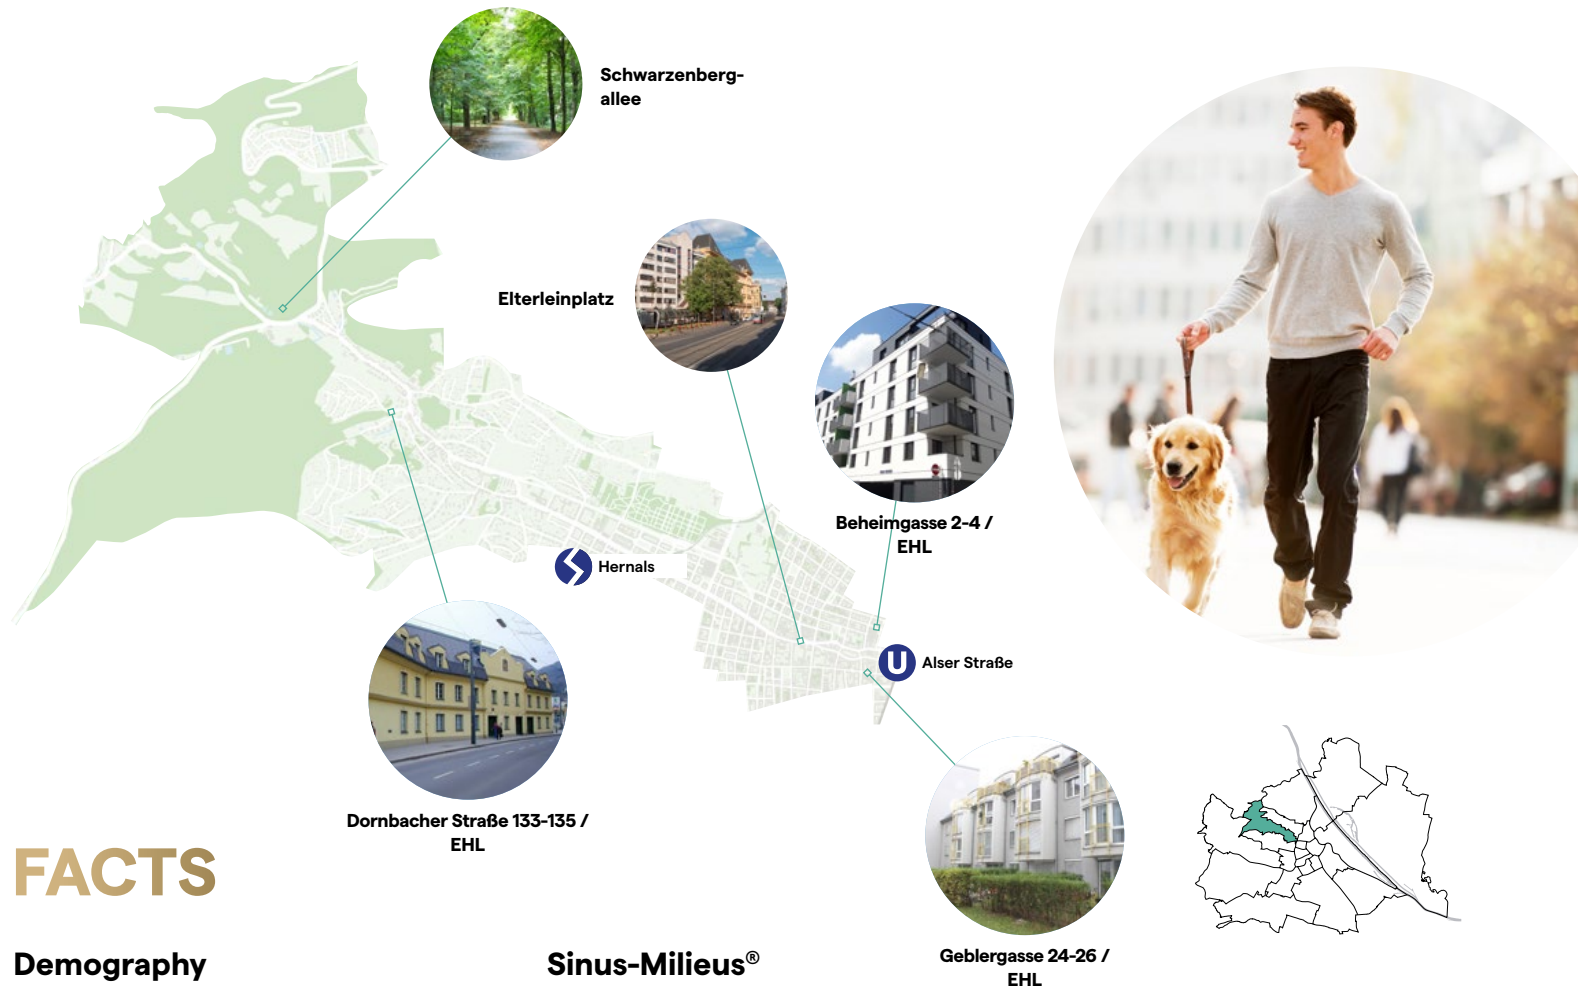 Schwarzenberg-
allee
Elterleinplatz
Beheimgasse 2-4 /
EHL
Hernals
U
Alser Straße
Dornbacher Straße 133-135 /
EHL
Geblergasse 24-26 /
EHL
FACTS
Demography
Sinus-Milieus®